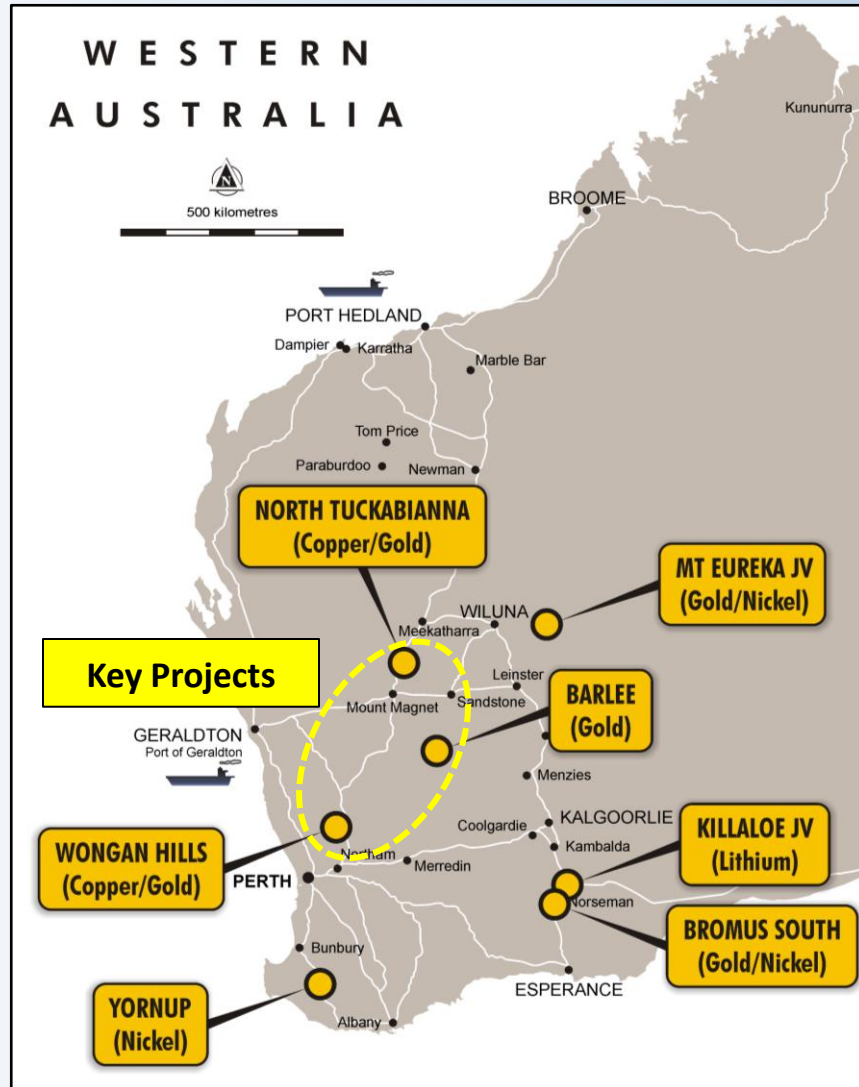 WESTERN
AUSTRALIA
N
500 kilometres
Kununurra
BROOME
PORT HEDLAND
Dampier
Karratha
Marble Bar
Tom Price
Paraburdoo
Newman
NORTH TUCKABIANNA
(Copper/Gold)
MT EUREKA JV
(Gold/Nickel)
WILUNA
Meekatharra
Key Projects
Leinster
Mount Magnet
Sandstone
BARLEE
(Gold)
GERALDTON
Port of Geraldton
Menzies
KALGOORLIE
Coolgardie
Kambalda
KILLALOE JV
(Lithium)
WONGAN HILLS
(Copper/Gold)
Northam
Merredin
PERTH
Norseman
BROMUS SOUTH
(Gold/Nickel)
Bunbury
ESPERANCE
YORNUP
(Nickel)
Albany